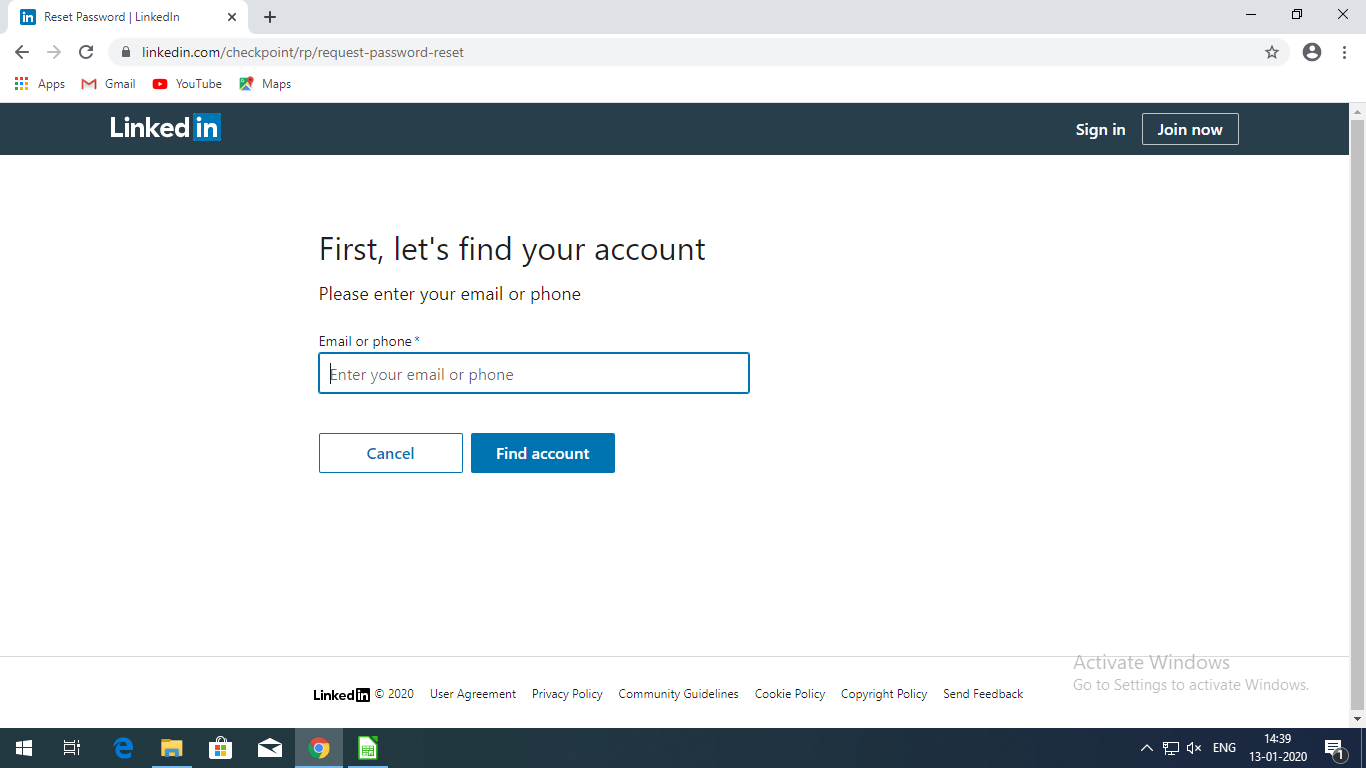 Reset Password | LinkedIn
linkedin.com/checkpoint/rp/request-password-reset
Apps Gmail YouTube Maps
Linked in Sign in Join now
First, let's find your account
Please enter your email or phone
Email or phone *
Enter your email or phone
Cancel Find account
Activate Windows
Go to Settings to activate Windows.
Linked in © 2020 User Agreement Privacy Policy Community Guidelines Cookie Policy Copyright Policy Send Feedback
ENG 14:39
13-01-2020 1